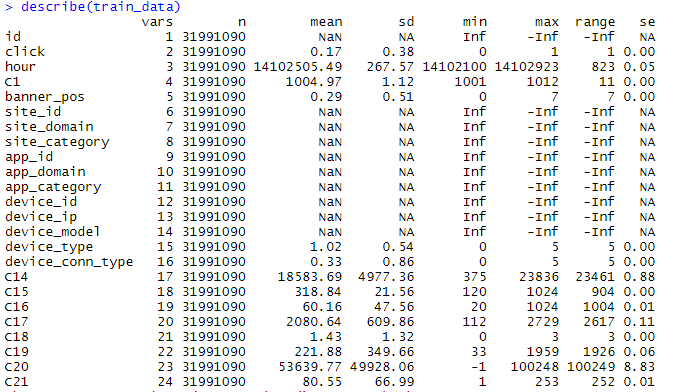 > describe(train_data)
vars n mean sd min max range se
id 1 31991090 NaN NA Inf -Inf -Inf NA
click 2 31991090 0.17 0.38 0 1 1 0.00
hour 3 31991090 14102505.49 267.57 14102100 14102923 823 0.05
C1 4 31991090 1004.97 1.12 1001 1012 11 0.00
banner_pos 5 31991090 0.29 0.51 0 7 7 0.00
site_id 6 31991090 NaN NA Inf -Inf -Inf NA
site_domain 7 31991090 NaN NA Inf -Inf -Inf NA
site_category 8 31991090 NaN NA Inf -Inf -Inf NA
app_id 9 31991090 NaN NA Inf -Inf -Inf NA
app_domain 10 31991090 NaN NA Inf -Inf -Inf NA
app_category 11 31991090 NaN NA Inf -Inf -Inf NA
device_id 12 31991090 NaN NA Inf -Inf -Inf NA
device_ip 13 31991090 NaN NA Inf -Inf -Inf NA
device_model 14 31991090 NaN NA Inf -Inf -Inf NA
device_type 15 31991090 1.02 0.54 0 5 5 0.00
device_conn_type 16 31991090 0.33 0.86 0 5 5 0.00
C14 17 31991090 18583.69 4977.36 375 23836 23461 0.88
C15 18 31991090 318.84 21.56 120 1024 904 0.00
C16 19 31991090 60.16 47.56 20 1024 1004 0.01
C17 20 31991090 2080.64 609.86 112 2729 2617 0.11
C18 21 31991090 1.43 1.32 0 3 3 0.00
C19 22 31991090 221.88 349.66 33 1959 1926 0.06
C20 23 31991090 53639.77 49928.06 -1 100248 100249 8.83
C21 24 31991090 80.55 66.99 1 253 252 0.01